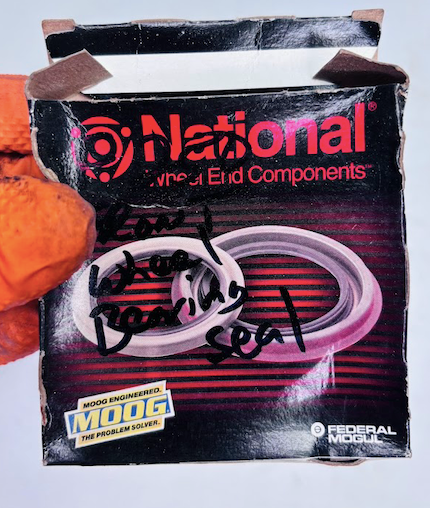 National®
Wheel End Components™
Rear
Wheel
Bearing
seal
MOOG ENGINEERED.
MOOG
THE PROBLEM SOLVER.
FEDERAL
MOGUL